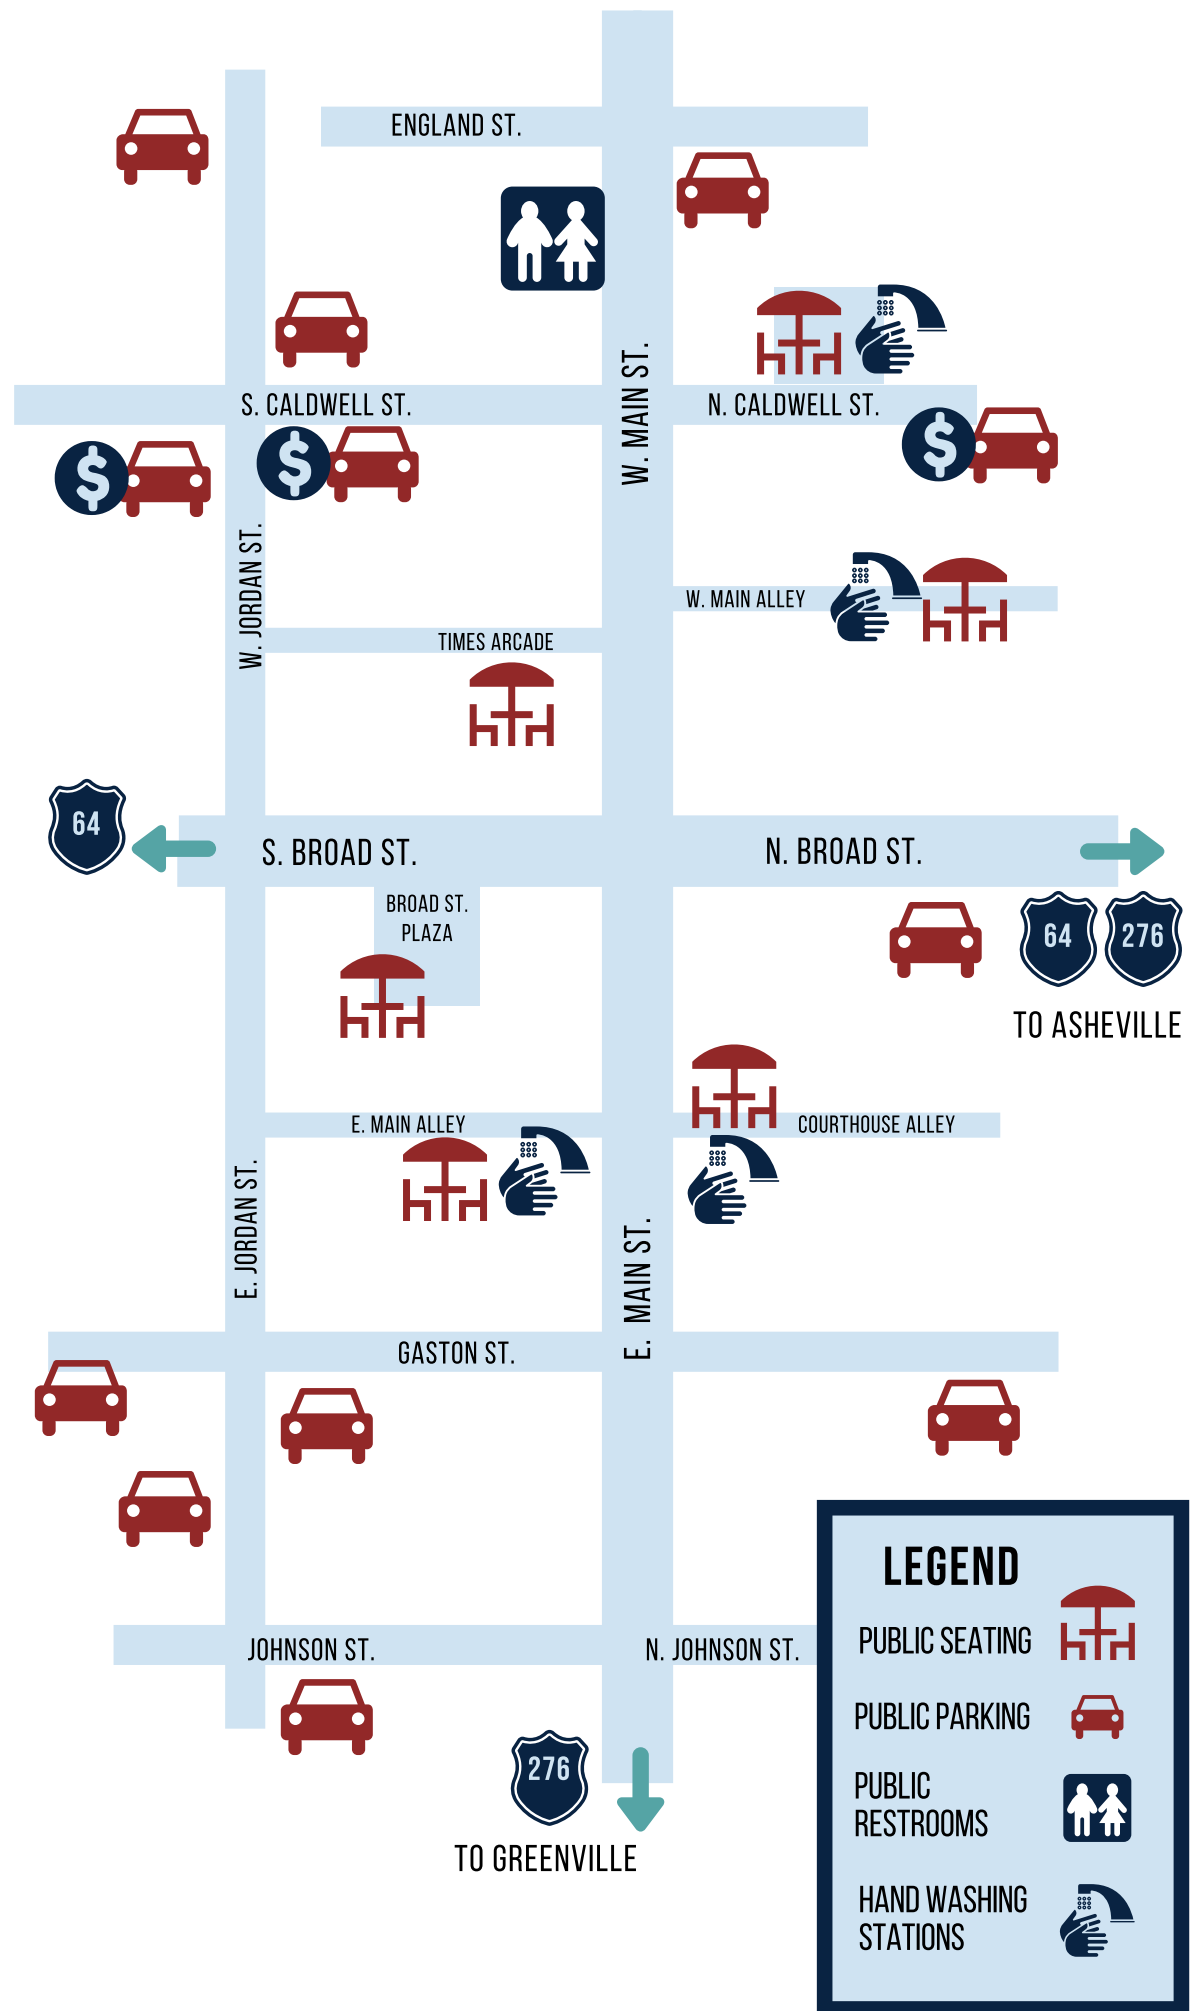 ENGLAND ST.
W. MAIN ST.
S. CALDWELL ST.
N. CALDWELL ST.
$
$
$
W. JORDAN ST.
W. MAIN ALLEY
TIMES ARCADE
64
S. BROAD ST.
N. BROAD ST.
BROAD ST.
PLAZA
64
276
TO ASHEVILLE
E. MAIN ALLEY
COURTHOUSE ALLEY
E. JORDAN ST.
E. MAIN ST.
GASTON ST.
JOHNSON ST.
N. JOHNSON ST.
276
TO GREENVILLE
LEGEND
PUBLIC SEATING
PUBLIC PARKING
PUBLIC
RESTROOMS
HAND WASHING
STATIONS